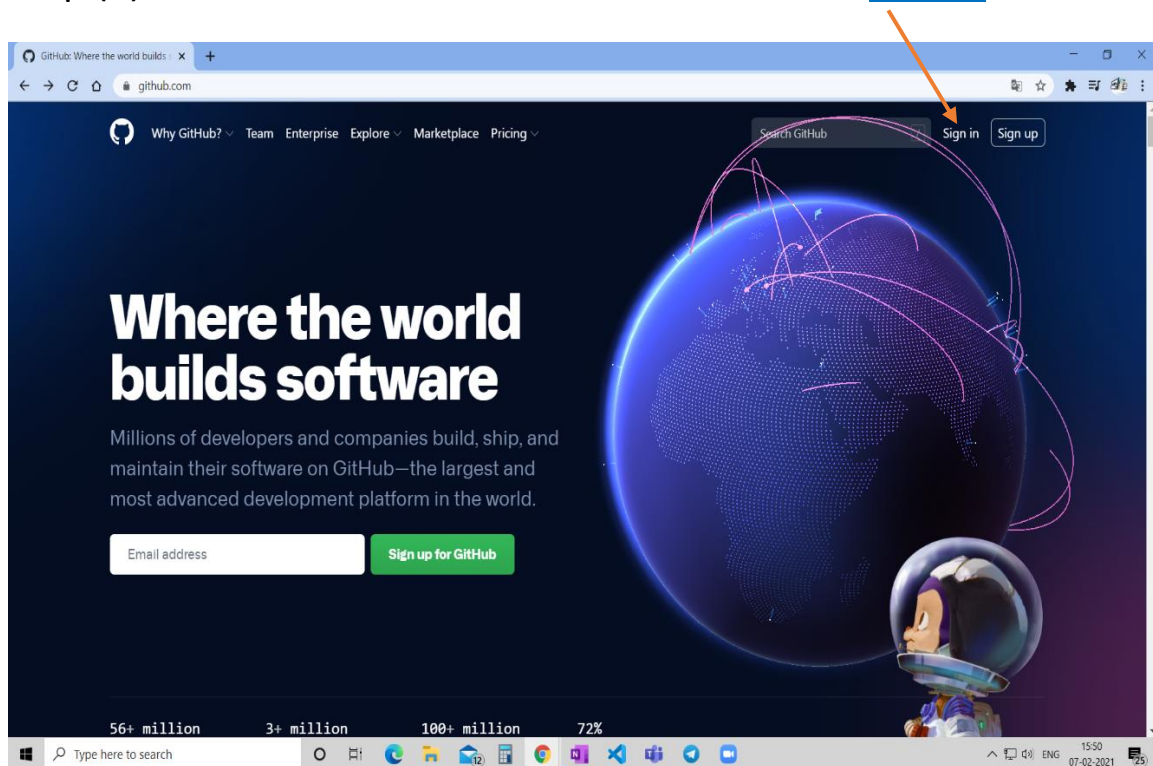 GitHub: Where the world builds
github.com
Why GitHub? Team Enterprise Explore Marketplace Pricing
Search GitHub
/
Sign in
Sign up
Where the world
builds software
Millions of developers and companies build, ship, and
maintain their software on GitHub—the largest and
most advanced development platform in the world.
Email address
Sign up for GitHub
56+ million 3+ million 100+ million 72%
Type here to search
12
ENG
15:50
07-02-2021
25